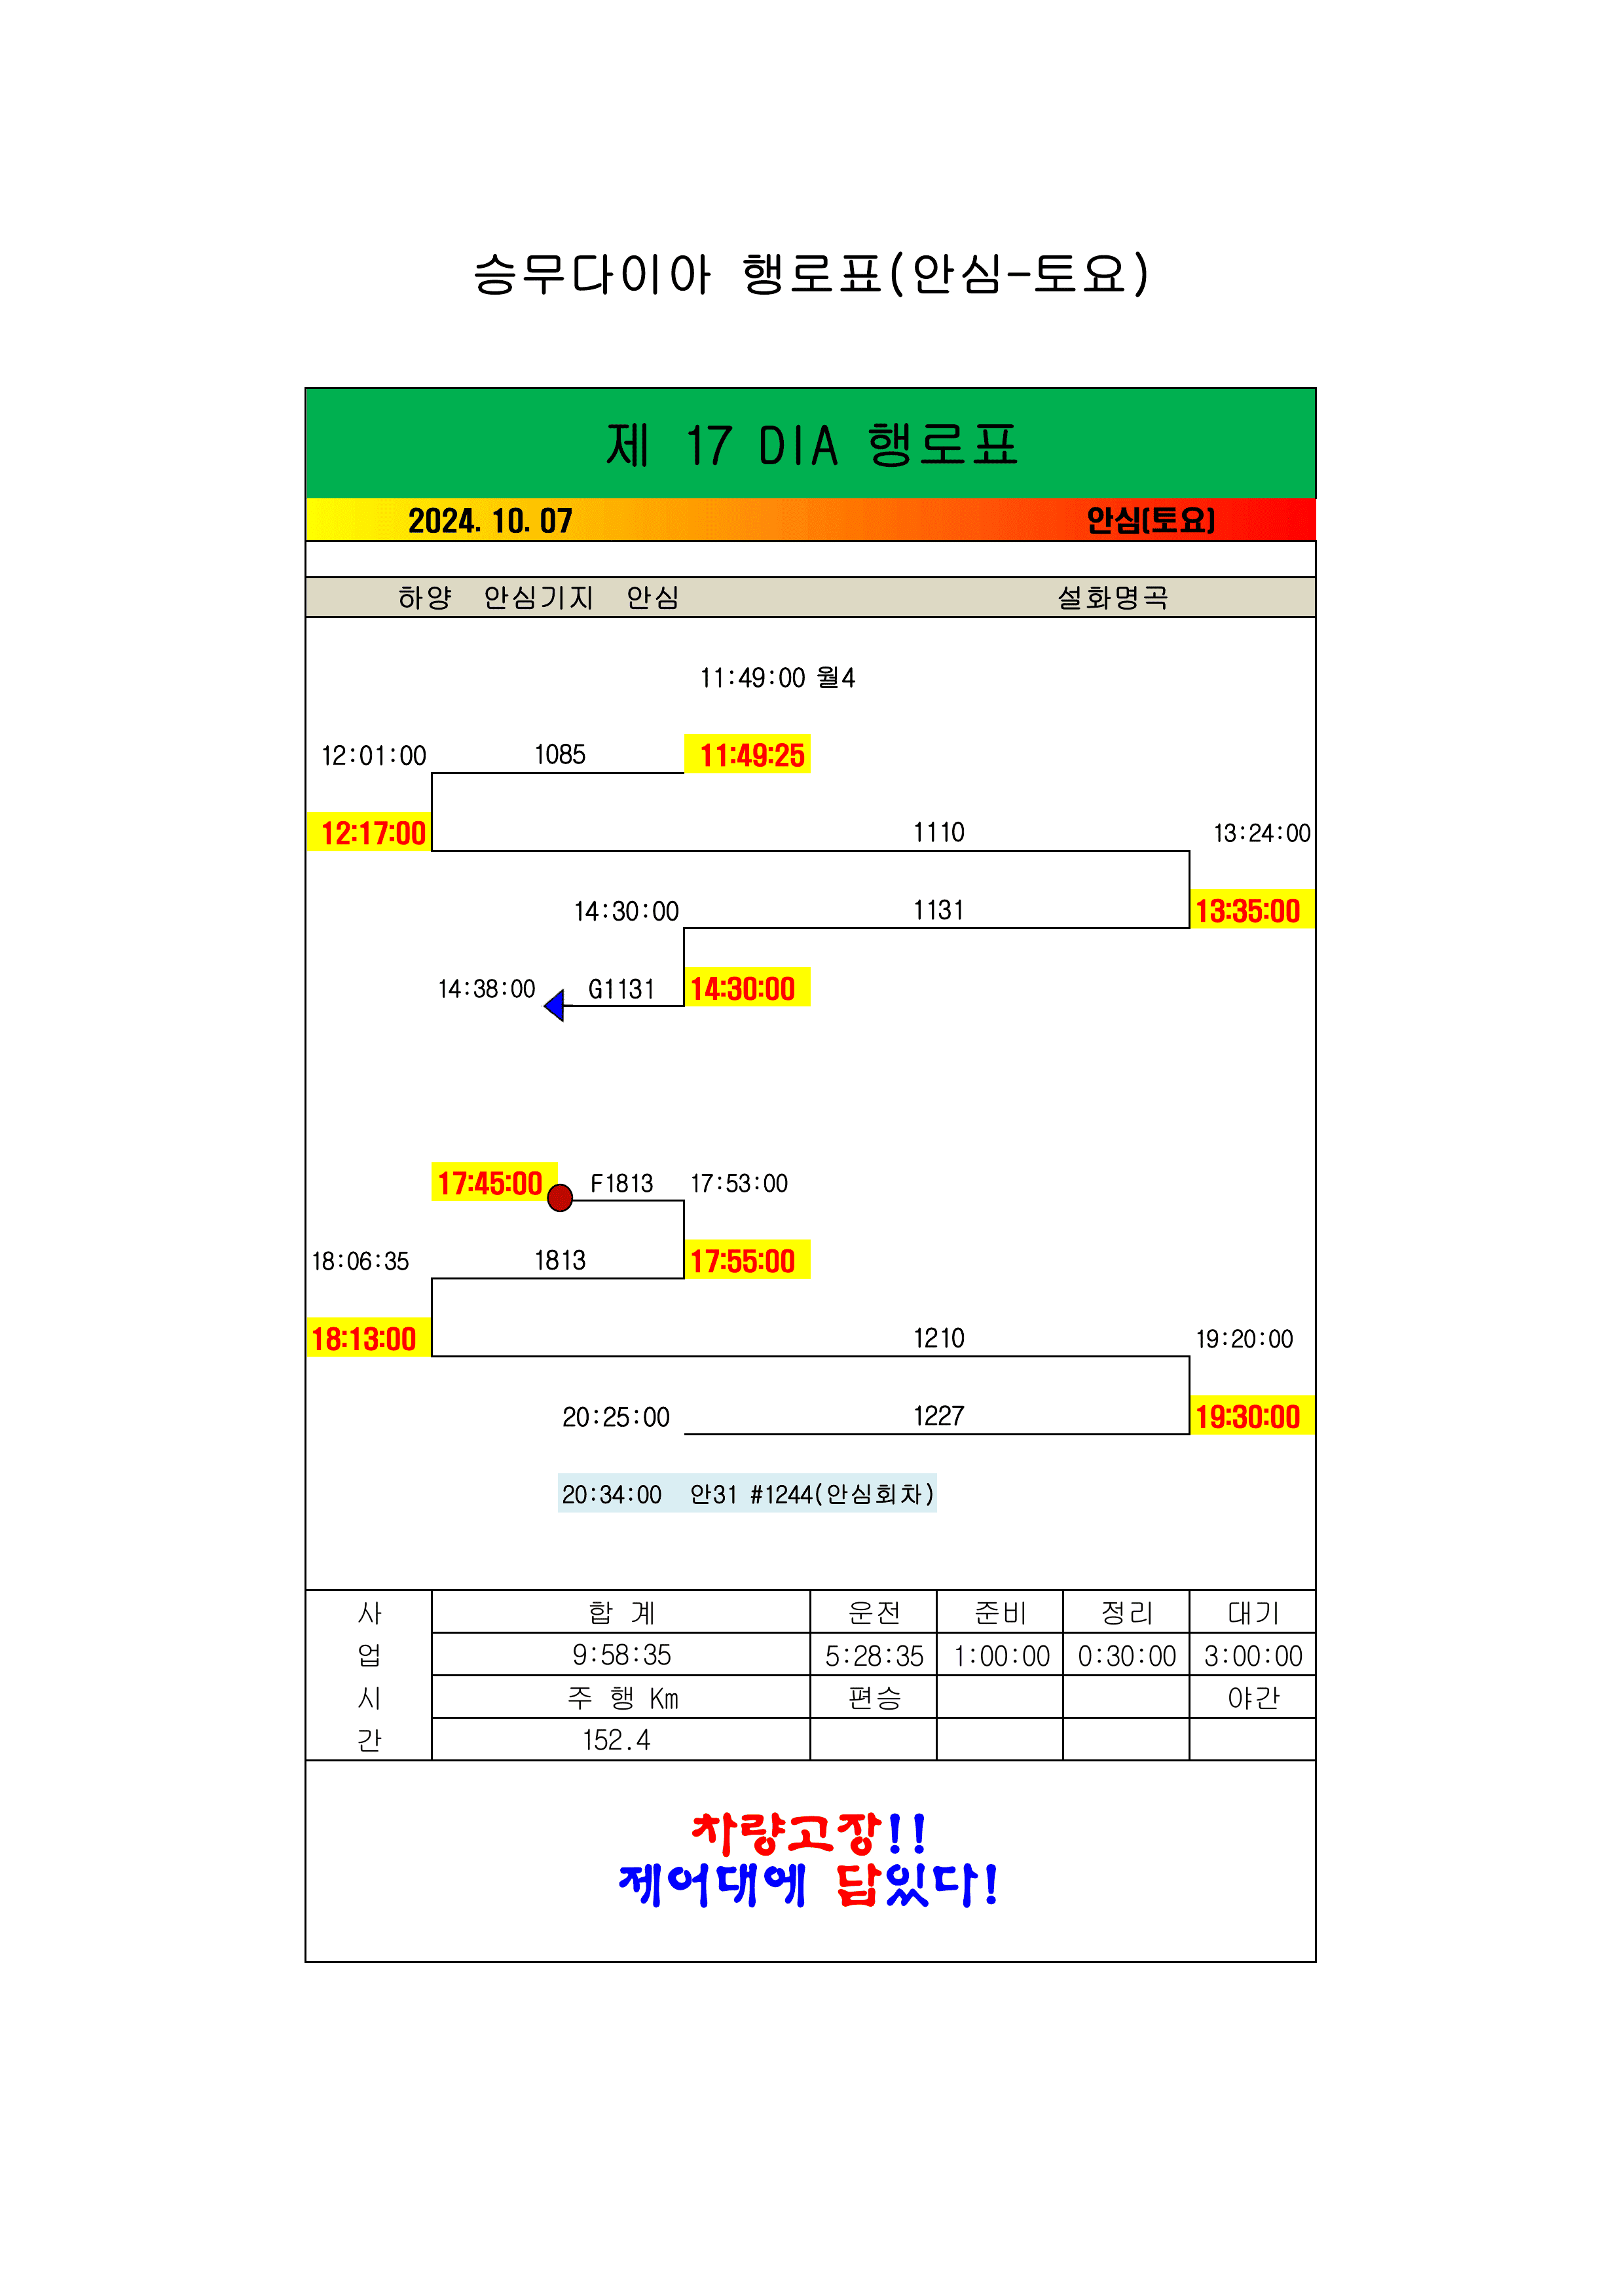 승무다이아 행로표(안심-토요)
제 17 DIA 행로표
2024. 10. 07 안심(토요)
하양 안심기지 안심 설화명곡
11:49:00 월4
12:01:00 1085 11:49:25
12:17:00 1110 13:24:00
14:30:00 1131 13:35:00
14:38:00 G1131 14:30:00
17:45:00 F1813 17:53:00
18:06:35 1813 17:55:00
18:13:00 1210 19:20:00
20:25:00 1227 19:30:00
20:34:00 안31 #1244(안심회차)
사 합 계 운전 준비 정리 대기
업 9:58:35 5:28:35 1:00:00 0:30:00 3:00:00
시 주 행 Km 편승 야간
간 152.4
차량고장!!
제어대에 답있다!